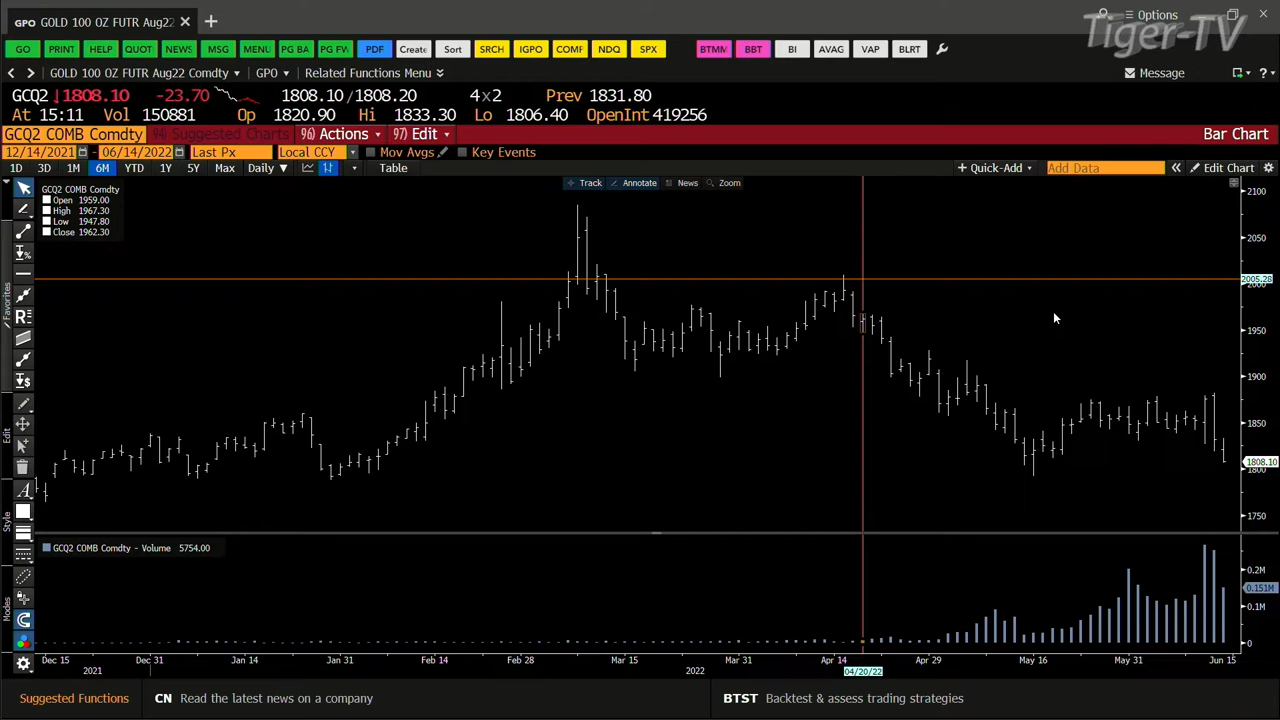 GPO GOLD 100 OZ FUTR Aug22
Options
Tiger-TV
GO PRINT HELP QUOT NEWS MSG MENU PG BA PG FV PDF Create Sort SRCH IGPO COMF NDQ SPX BTMM BBT BI AVAG VAP BLRT
GOLD 100 OZ FUTR Aug22 Comdty GPO Related Functions Menu Message ?
GCQ2 ↓1808.10 -23.70 1808.10/1808.20 4x2 Prev 1831.80
At 15:11 Vol 150881 Op 1820.90 Hi 1833.30 Lo 1806.40 OpenInt 419256
GCQ2 COMB Comdty 94) Suggested Charts 96) Actions 97) Edit Bar Chart
12/14/2021 - 06/14/2022 Last Px Local CCY Mov Avgs Key Events
1D 3D 1M 6M YTD 1Y 5Y Max Daily Table + Quick-Add Add Data Edit Chart
Track Annotate News Zoom
GCQ2 COMB Comdty
Open 1959.00
High 1967.30
Low 1947.80
Close 1962.30
2100
2050
2005.28
2000
1950
1900
1850
1808.10
1800
1750
Favorites
Edit
Style
Modes
GCQ2 COMB Comdty - Volume 5754.00
0.2M
0.151M
0.1M
0
Dec 15 Dec 31 Jan 14 Jan 31 Feb 14 Feb 28 Mar 15 Mar 31 Apr 14 Apr 29 May 16 May 31 Jun 15
2021 2022 04/20/22
Suggested Functions CN Read the latest news on a company BTST Backtest & assess trading strategies